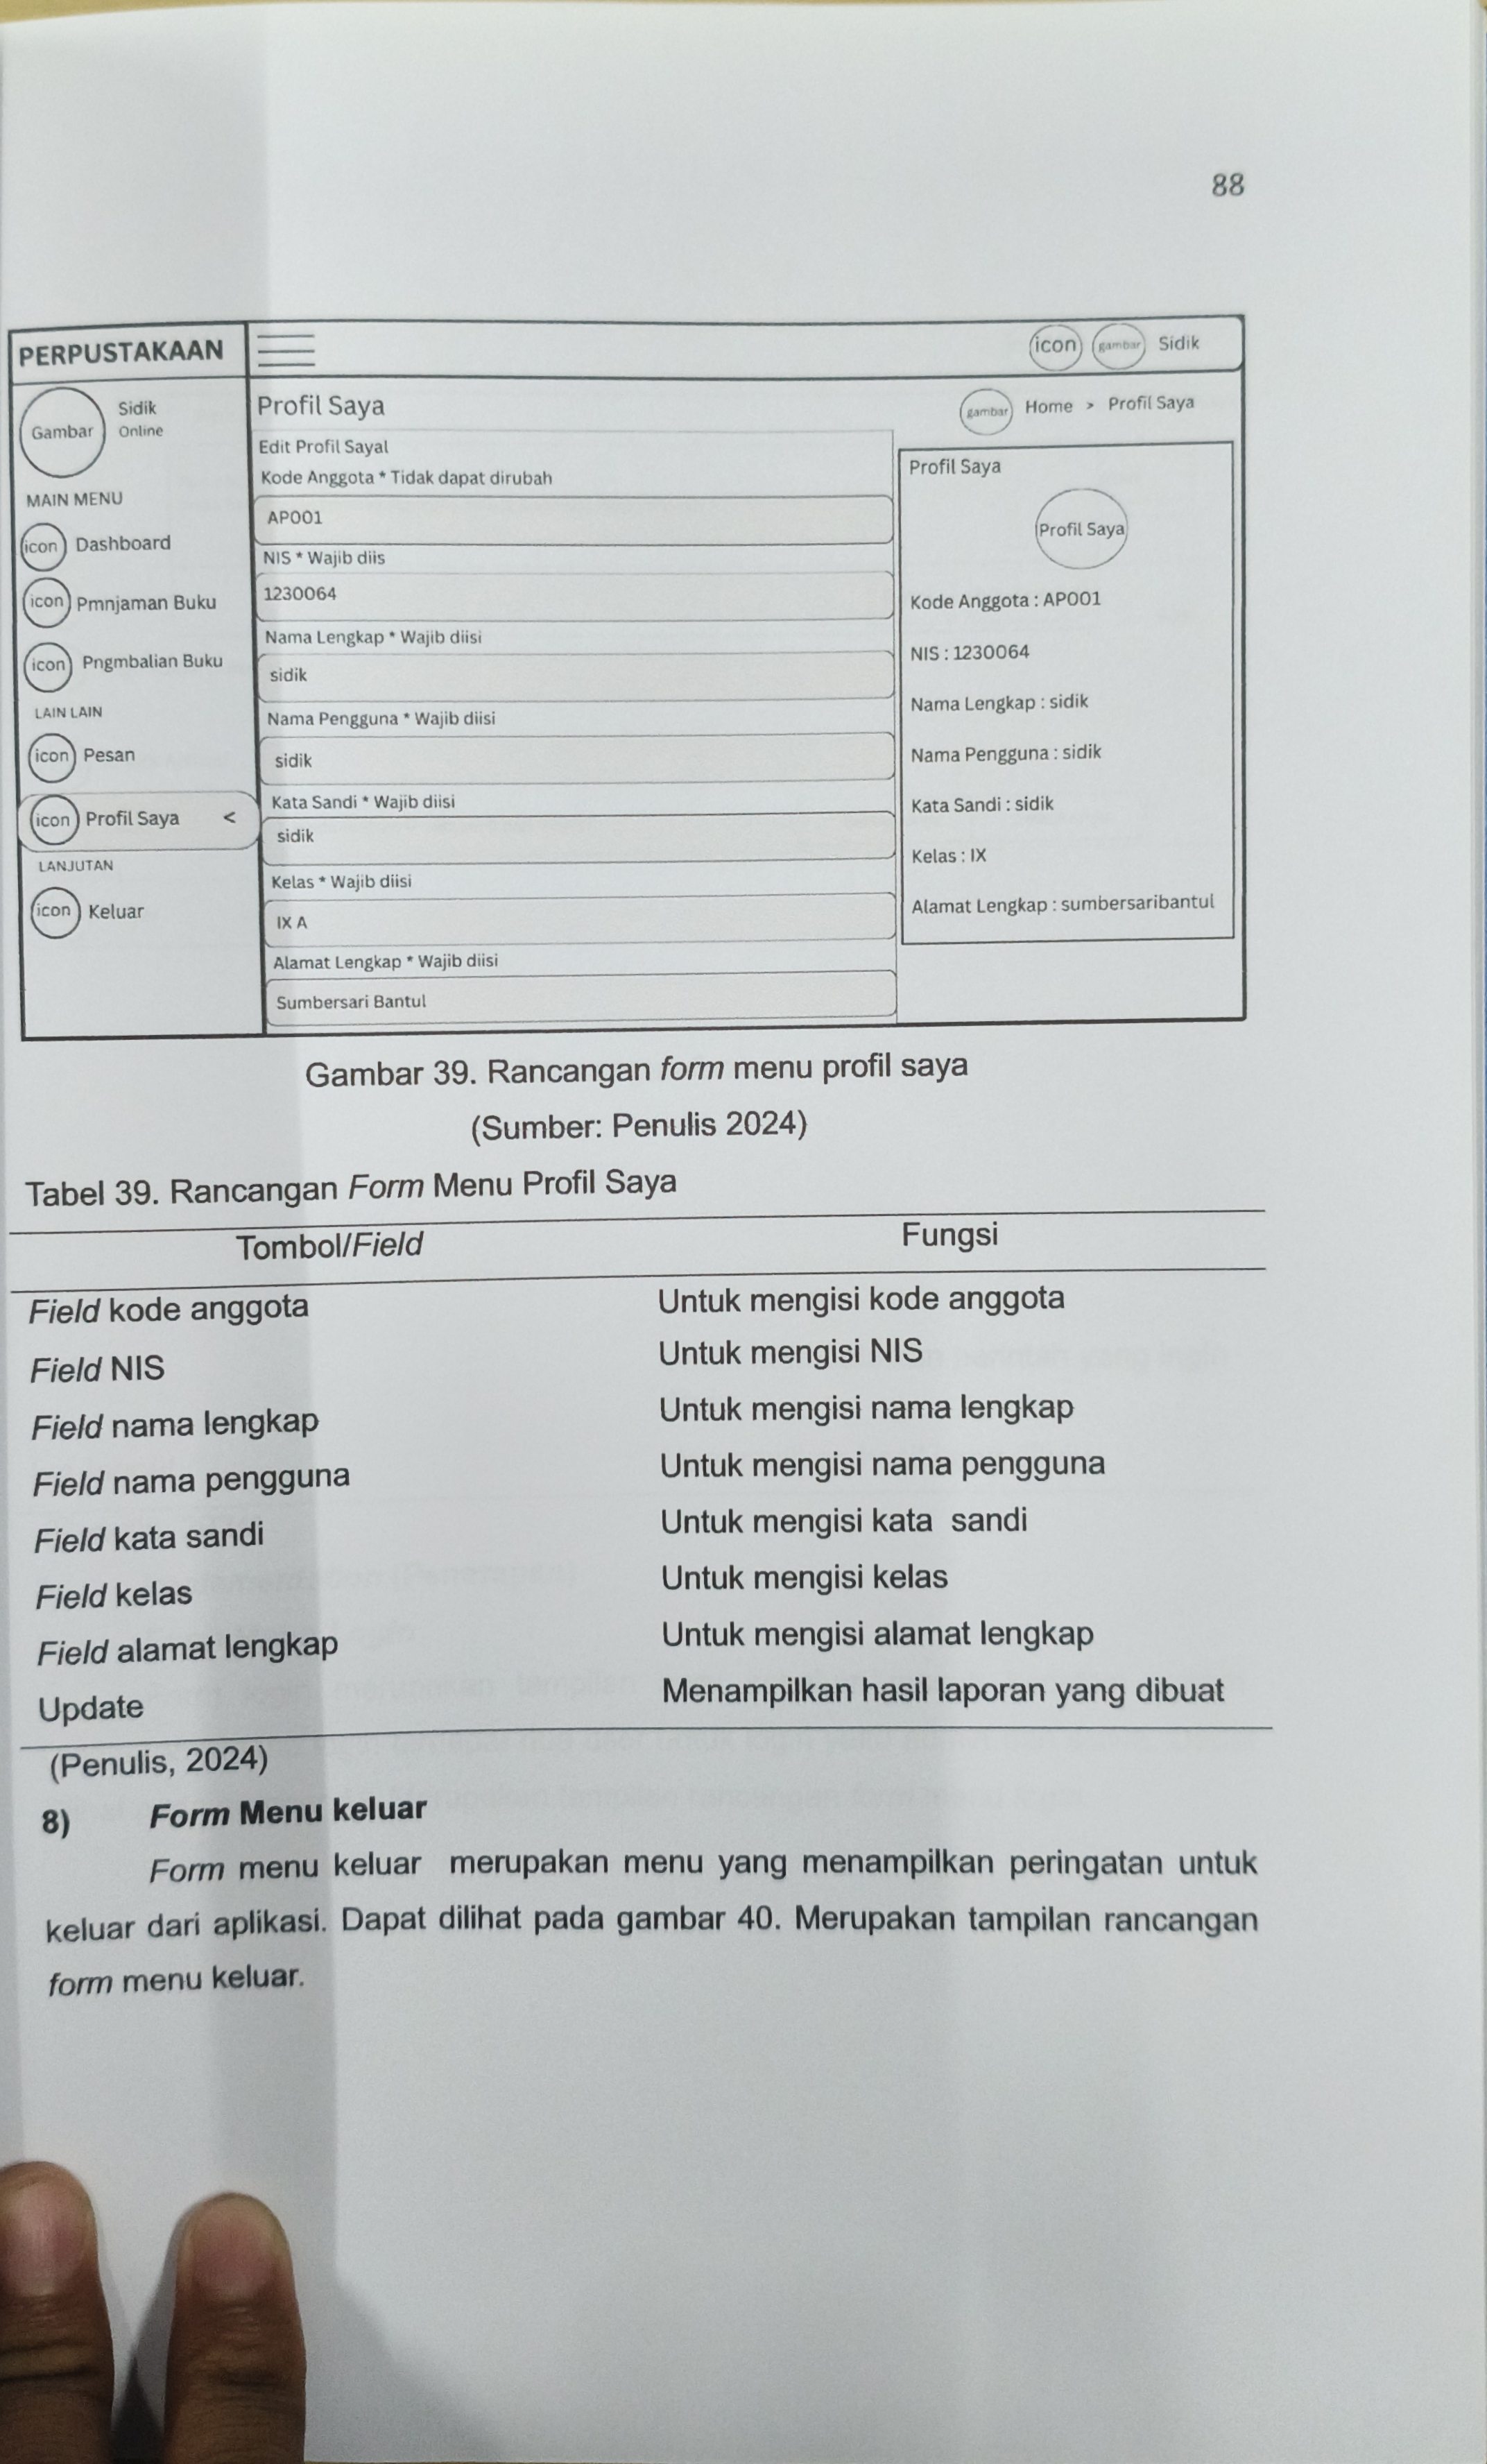 88
PERPUSTAKAAN
icon gambar Sidik
Gambar Sidik
Online
MAIN MENU
icon Dashboard
icon Pmnjaman Buku
icon Pngmbalian Buku
LAIN LAIN
icon Pesan
icon Profil Saya <
LANJUTAN
icon Keluar
Profil Saya
gambar Home > Profil Saya
Edit Profil Sayal
Kode Anggota * Tidak dapat dirubah
AP001
NIS * Wajib diis
1230064
Nama Lengkap * Wajib diisi
sidik
Nama Pengguna * Wajib diisi
sidik
Kata Sandi * Wajib diisi
sidik
Kelas * Wajib diisi
IX A
Alamat Lengkap * Wajib diisi
Sumbersari Bantul
Profil Saya
Profil Saya
Kode Anggota : AP001
NIS : 1230064
Nama Lengkap : sidik
Nama Pengguna : sidik
Kata Sandi : sidik
Kelas : IX
Alamat Lengkap : sumbersaribantul
Gambar 39. Rancangan form menu profil saya
(Sumber: Penulis 2024)
Tabel 39. Rancangan Form Menu Profil Saya
Tombol/Field Fungsi
Field kode anggota Untuk mengisi kode anggota
Field NIS Untuk mengisi NIS
Field nama lengkap Untuk mengisi nama lengkap
Field nama pengguna Untuk mengisi nama pengguna
Field kata sandi Untuk mengisi kata sandi
Field kelas Untuk mengisi kelas
Field alamat lengkap Untuk mengisi alamat lengkap
Update Menampilkan hasil laporan yang dibuat
(Penulis, 2024)
8) Form Menu keluar
Form menu keluar merupakan menu yang menampilkan peringatan untuk
keluar dari aplikasi. Dapat dilihat pada gambar 40. Merupakan tampilan rancangan
form menu keluar.